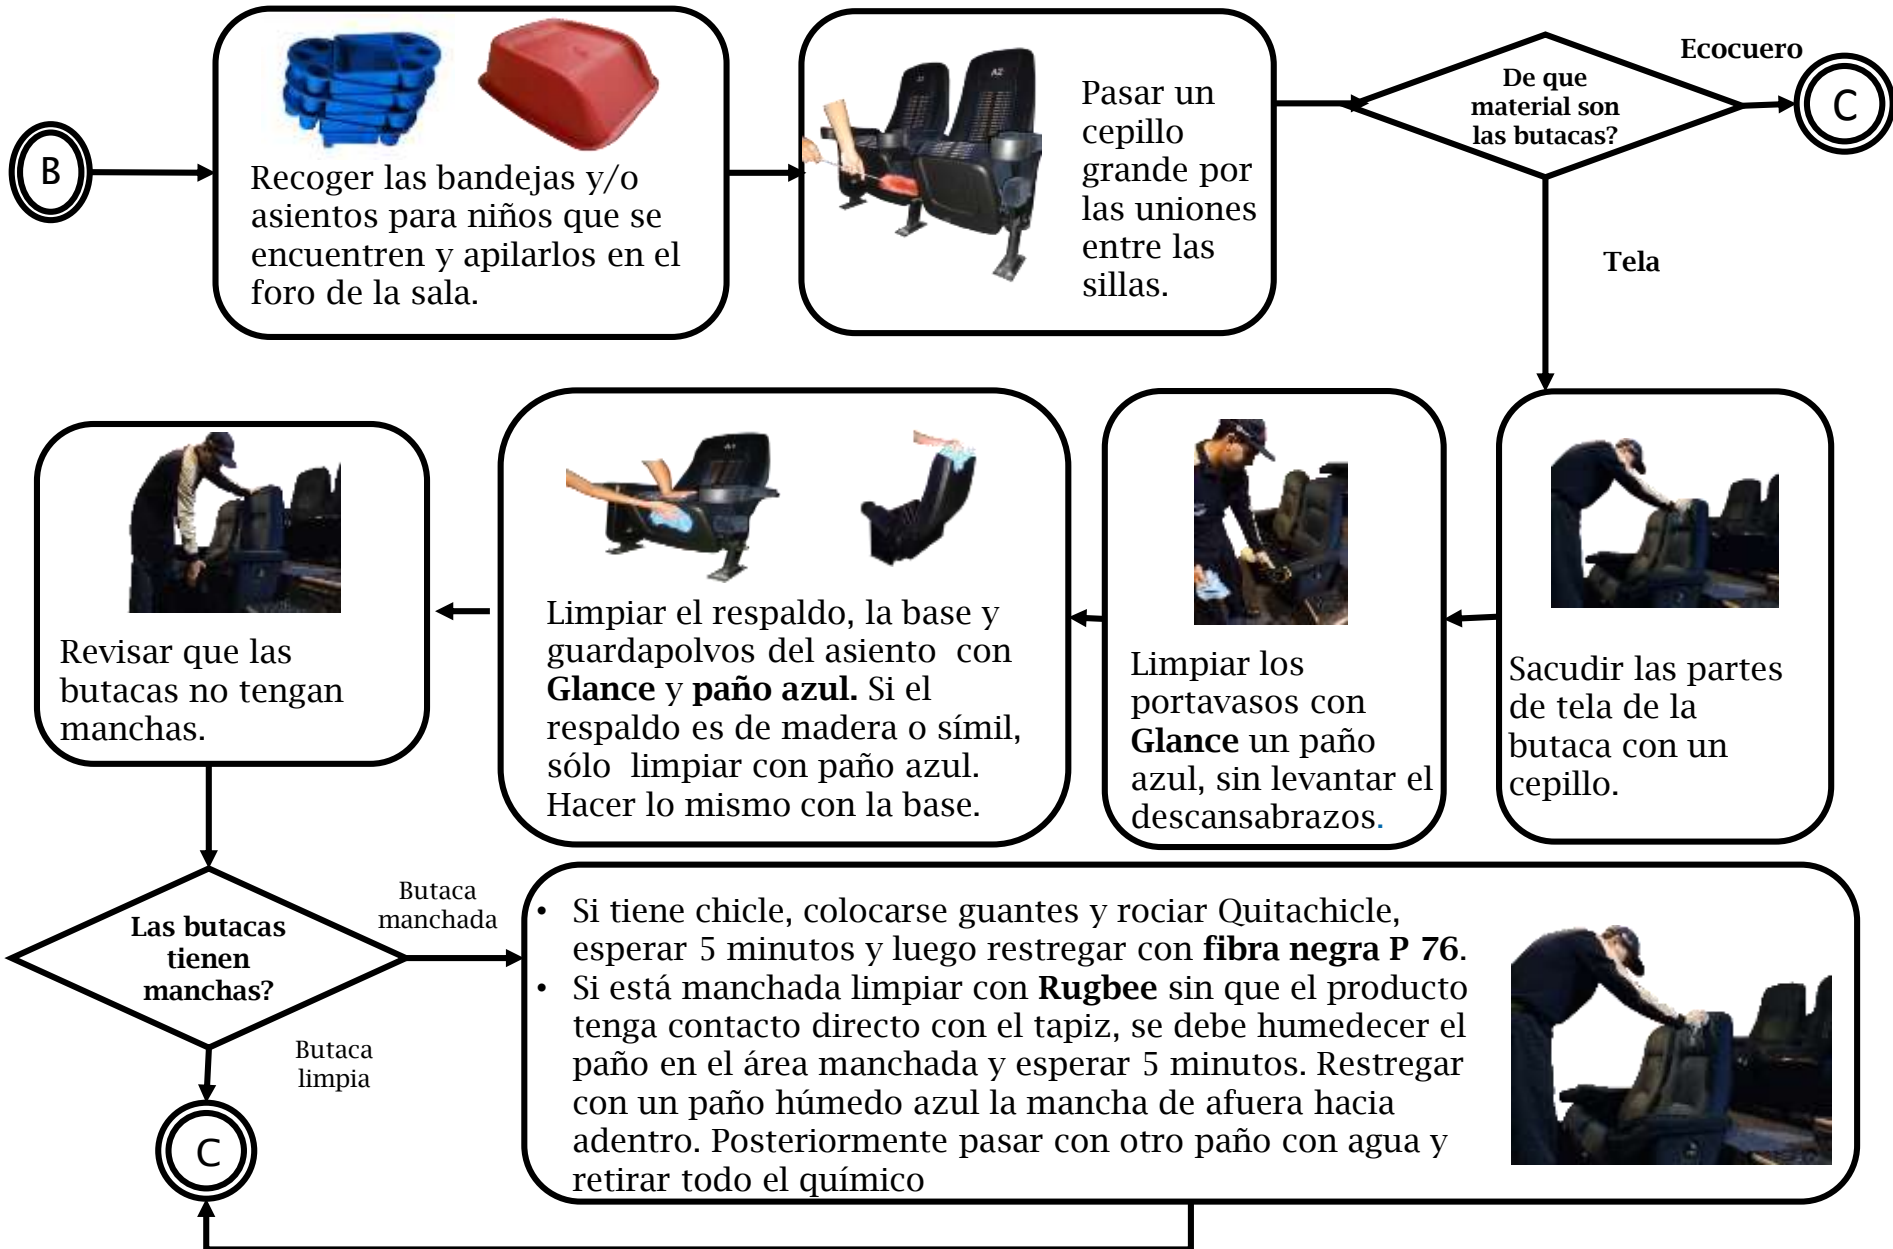 B
Recoger las bandejas y/o
asientos para niños que se
encuentren y apilarlos en el
foro de la sala.
A2
Pasar un
cepillo
grande por
las uniones
entre las
sillas.
De que
material son
las butacas?
Ecocuero
C
Tela
Sacudir las partes
de tela de la
butaca con un
cepillo.
Limpiar los
portavasos con
Glance un paño
azul, sin levantar el
descansabrazos.
A1
Limpiar el respaldo, la base y
guardapolvos del asiento con
Glance y paño azul. Si el
respaldo es de madera o símil,
sólo limpiar con paño azul.
Hacer lo mismo con la base.
Revisar que las
butacas no tengan
manchas.
Las butacas
tienen
manchas?
Butaca
manchada
• Si tiene chicle, colocarse guantes y rociar Quitachicle,
esperar 5 minutos y luego restregar con fibra negra P 76.
• Si está manchada limpiar con Rugbee sin que el producto
tenga contacto directo con el tapiz, se debe humedecer el
paño en el área manchada y esperar 5 minutos. Restregar
con un paño húmedo azul la mancha de afuera hacia
adentro. Posteriormente pasar con otro paño con agua y
retirar todo el químico
Butaca
limpia
C